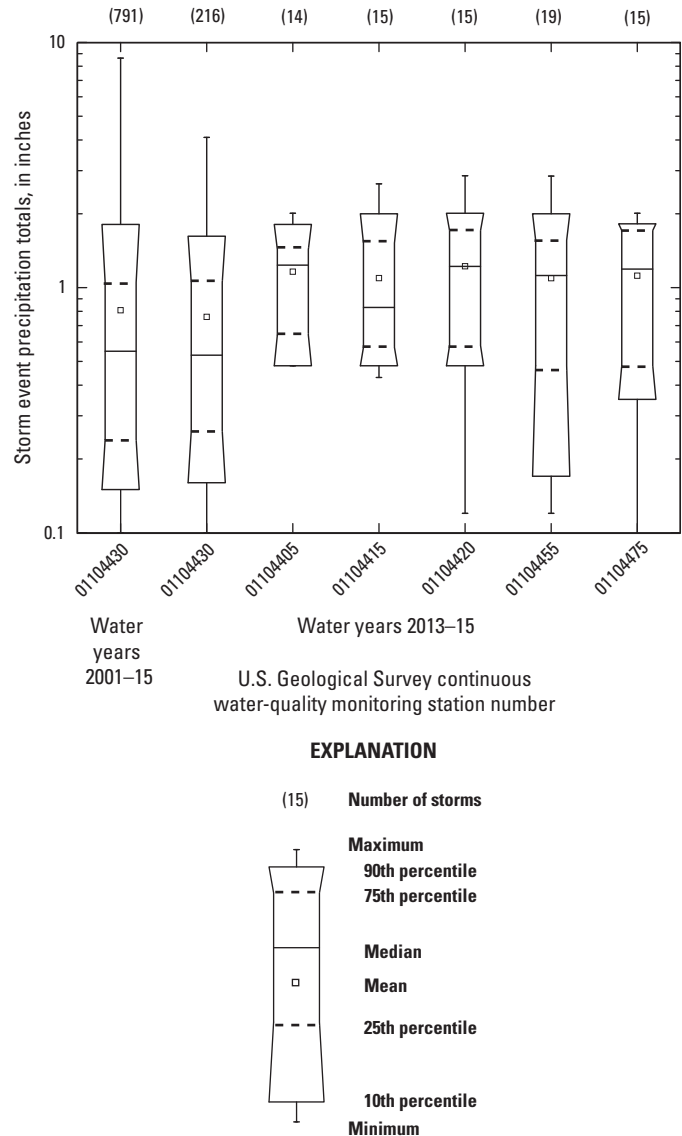 (791) (216) (14) (15) (15) (19) (15)
10
1
0.1
Storm event precipitation totals, in inches
01104430 01104430 01104405 01104415 01104420 01104455 01104475
Water
years
2001–15
Water years 2013–15
U.S. Geological Survey continuous
water-quality monitoring station number
EXPLANATION
(15) Number of storms
Maximum
90th percentile
75th percentile
Median
Mean
25th percentile
10th percentile
Minimum